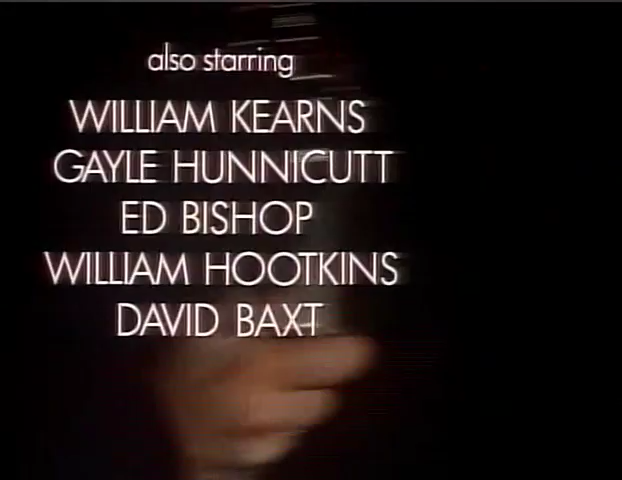 also starring
WILLIAM KEARNS
GAYLE HUNNICUTT
ED BISHOP
WILLIAM HOOTKINS
DAVID BAXT